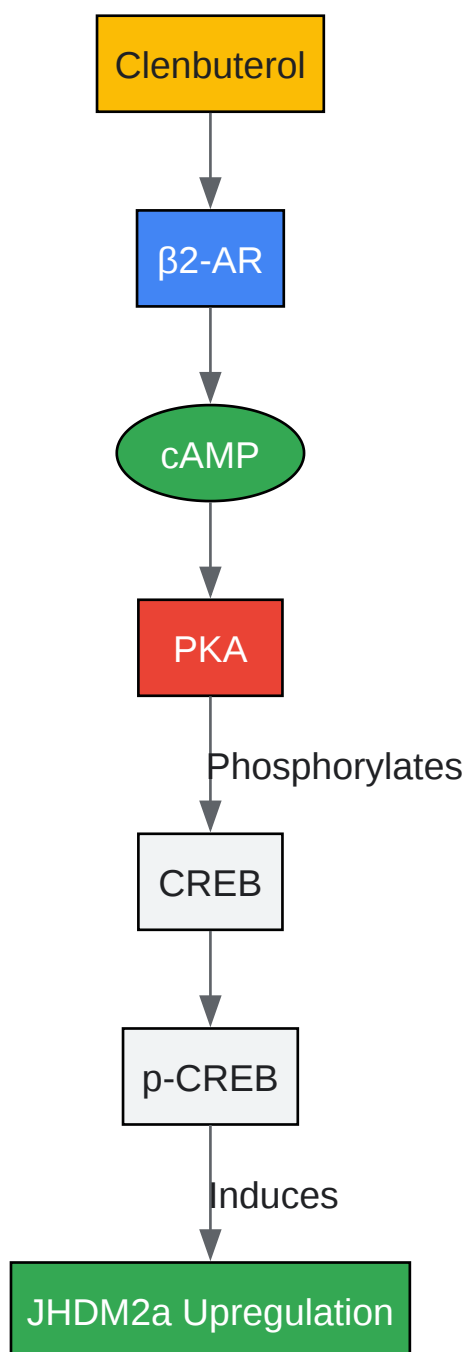 Clenbuterol
β2-AR
cAMP
PKA
Phosphorylates
CREB
p-CREB
Induces
JHDM2a Upregulation